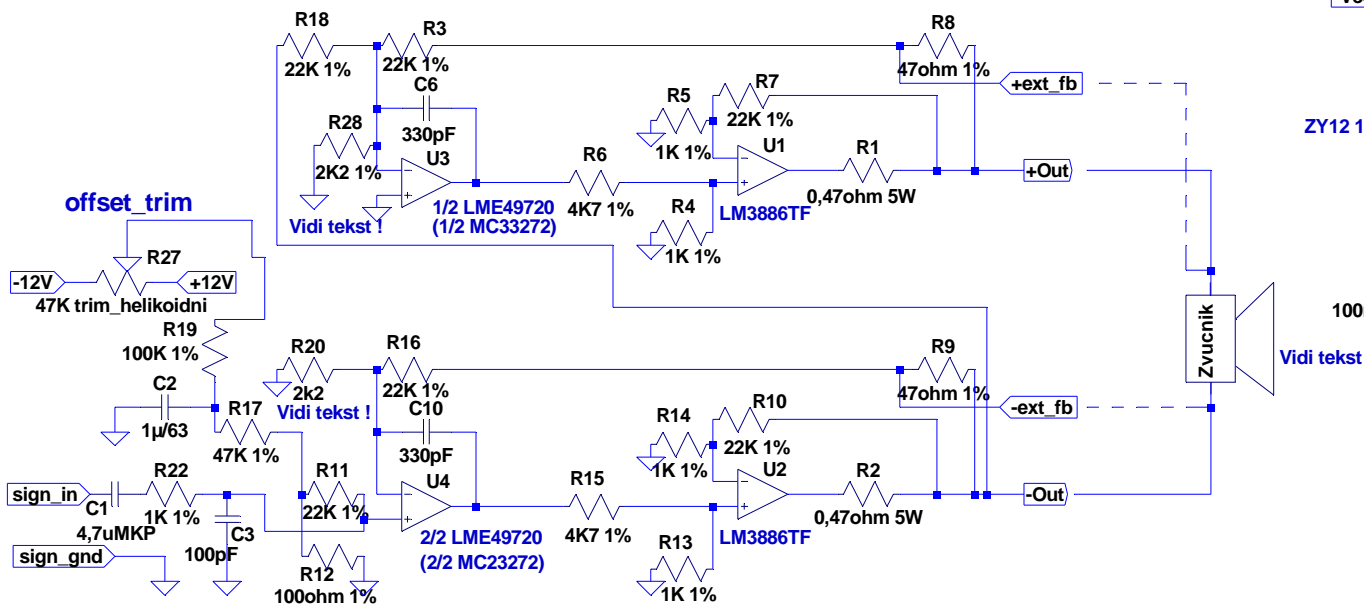 R18
22K 1%
R3
22K 1%
C6
330pF
R28
2K2 1%
U3
Vidi tekst !
1/2 LME49720
(1/2 MC33272)
R6
4K7 1%
R5
1K 1%
R7
22K 1%
U1
R4
1K 1%
LM3886TF
R1
0,47ohm 5W
R8
47ohm 1%
+ext_fb
+Out
ZY12 1
offset_trim
R27
-12V
+12V
47K trim_helikoidni
R19
100K 1%
C2
1µ/63
R17
47K 1%
sign_in
C1
4,7uMKP
R22
1K 1%
C3
100pF
sign_gnd
R11
22K 1%
R12
100ohm 1%
R20
2k2
Vidi tekst !
R16
22K 1%
C10
330pF
U4
2/2 LME49720
(2/2 MC23272)
R15
4K7 1%
R14
1K 1%
R10
22K 1%
U2
R13
1K 1%
LM3886TF
R2
0,47ohm 5W
R9
47ohm 1%
-ext_fb
-Out
Zvucnik
100
Vidi tekst